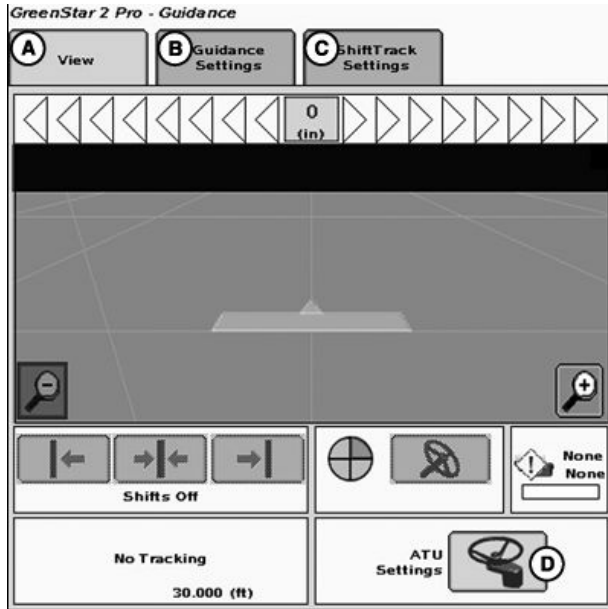 GreenStar 2 Pro - Guidance
A
View
B
Guidance
Settings
C
ShiftTrack
Settings
0
(in)
Shifts Off
None
None
No Tracking
30.000 (ft)
ATU
Settings
D